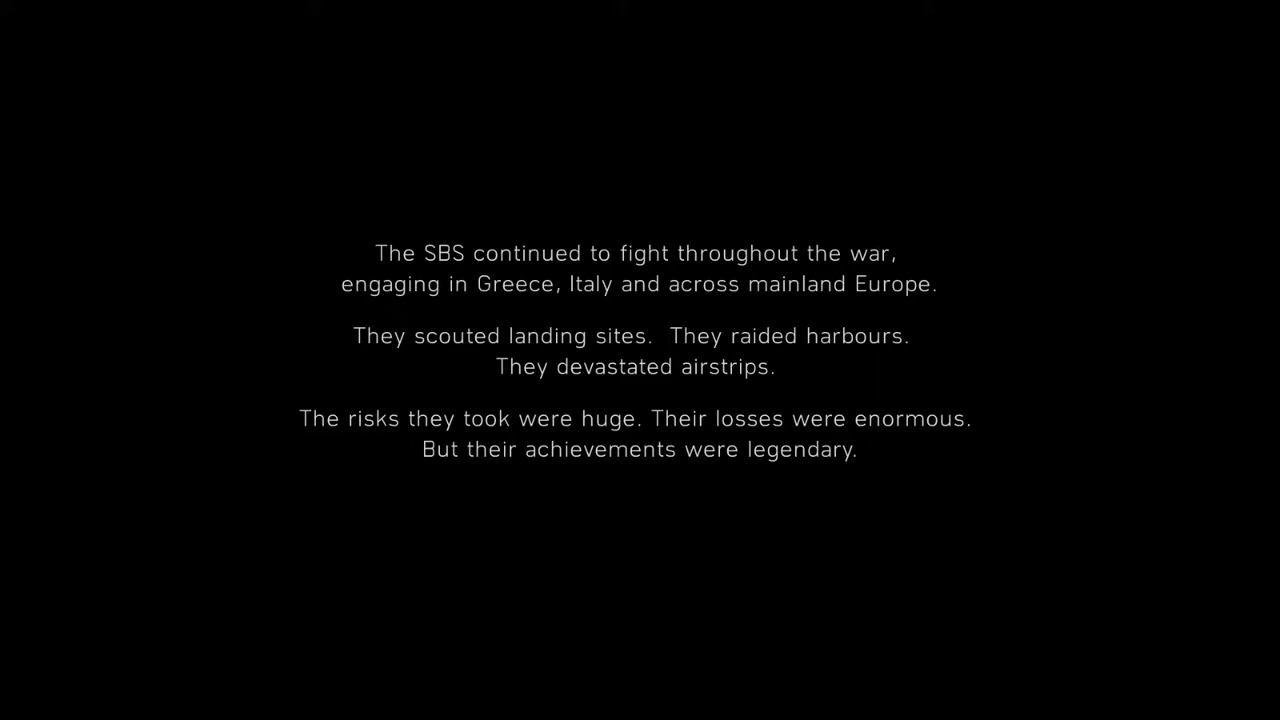 The SBS continued to fight throughout the war,
engaging in Greece, Italy and across mainland Europe.
They scouted landing sites.  They raided harbours.
They devastated airstrips.
The risks they took were huge. Their losses were enormous.
But their achievements were legendary.